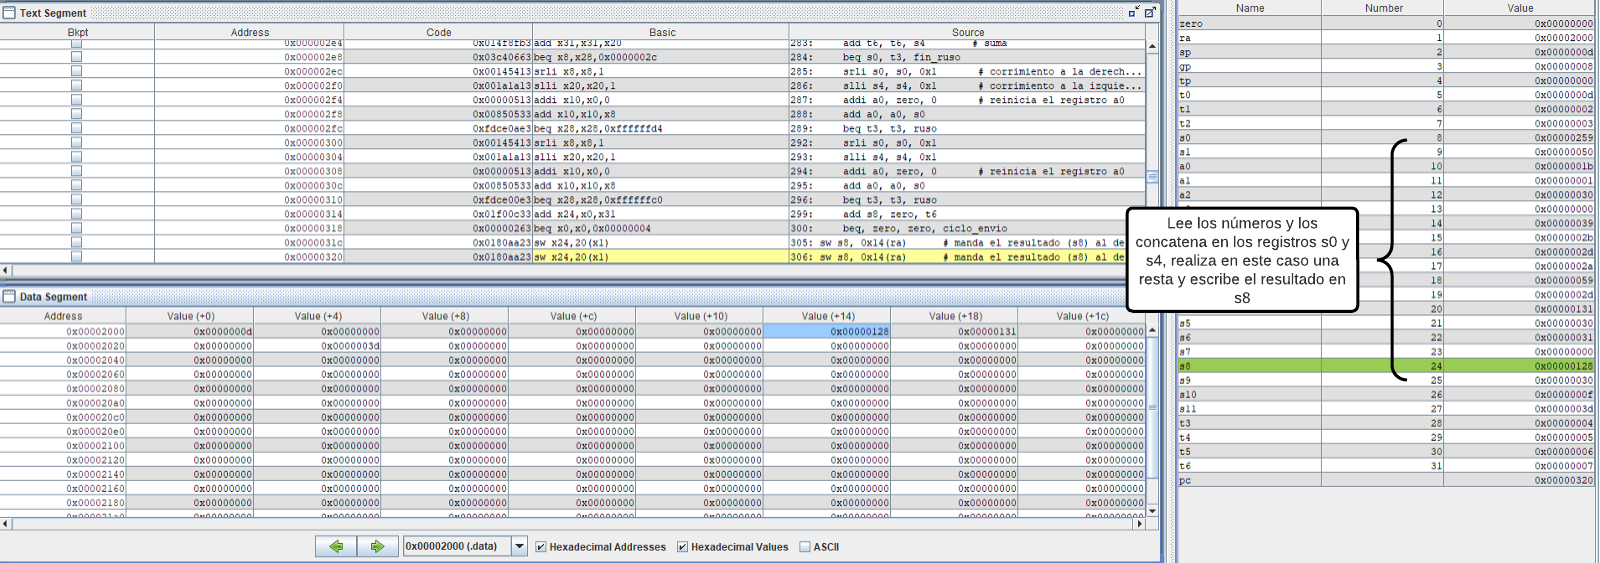 Text Segment
Bkpt Address Code Basic Source
0x000002e4 0x014f8fb3 add x31,x31,x20 283: add t6, t6, s4 # suma
0x000002e8 0x03c40663 beq x8,x28,0x0000002c 284: beq s0, t3, fin_ruso
0x000002ec 0x00145413 srli x8,x8,1 285: srli s0, s0, 0x1 # corrimiento a la derech...
0x000002f0 0x001a1a13 slli x20,x20,1 286: slli s4, s4, 0x1 # corrimiento a la izquie...
0x000002f4 0x00000513 addi x10,x0,0 287: addi a0, zero, 0 # reinicia el registro a0
0x000002f8 0x00850533 add x10,x10,x8 288: add a0, a0, s0
0x000002fc 0xfdce0ae3 beq x28,x28,0xffffffd4 289: beq t3, t3, ruso
0x00000300 0x00145413 srli x8,x8,1 292: srli s0, s0, 0x1
0x00000304 0x001a1a13 slli x20,x20,1 293: slli s4, s4, 0x1
0x00000308 0x00000513 addi x10,x0,0 294: addi a0, zero, 0 # reinicia el registro a0
0x0000030c 0x00850533 add x10,x10,x8 295: add a0, a0, s0
0x00000310 0xfdce00e3 beq x28,x28,0xffffffc0 296: beq t3, t3, ruso
0x00000314 0x01f00c33 add x24,x0,x31 299: add s8, zero, t6
0x00000318 0x00000263 beq x0,x0,0x00000004 300: beq, zero, zero, ciclo_envio
0x0000031c 0x0180aa23 sw x24,20(x1) 305: sw s8, 0x14(ra) # manda el resultado (s8) al de
0x00000320 0x0180aa23 sw x24,20(x1) 306: sw s8, 0x14(ra) # manda el resultado (s8) al de
Data Segment
Address Value (+0) Value (+4) Value (+8) Value (+c) Value (+10) Value (+14) Value (+18) Value (+1c)
0x00002000 0x0000000d 0x00000000 0x00000000 0x00000000 0x00000000 0x00000128 0x00000131 0x00000000
0x00002020 0x00000000 0x0000003d 0x00000000 0x00000000 0x00000000 0x00000000 0x00000000 0x00000000
0x00002040 0x00000000 0x00000000 0x00000000 0x00000000 0x00000000 0x00000000 0x00000000 0x00000000
0x00002060 0x00000000 0x00000000 0x00000000 0x00000000 0x00000000 0x00000000 0x00000000 0x00000000
0x00002080 0x00000000 0x00000000 0x00000000 0x00000000 0x00000000 0x00000000 0x00000000 0x00000000
0x000020a0 0x00000000 0x00000000 0x00000000 0x00000000 0x00000000 0x00000000 0x00000000 0x00000000
0x000020c0 0x00000000 0x00000000 0x00000000 0x00000000 0x00000000 0x00000000 0x00000000 0x00000000
0x000020e0 0x00000000 0x00000000 0x00000000 0x00000000 0x00000000 0x00000000 0x00000000 0x00000000
0x00002100 0x00000000 0x00000000 0x00000000 0x00000000 0x00000000 0x00000000 0x00000000 0x00000000
0x00002120 0x00000000 0x00000000 0x00000000 0x00000000 0x00000000 0x00000000 0x00000000 0x00000000
0x00002140 0x00000000 0x00000000 0x00000000 0x00000000 0x00000000 0x00000000 0x00000000 0x00000000
0x00002160 0x00000000 0x00000000 0x00000000 0x00000000 0x00000000 0x00000000 0x00000000 0x00000000
0x00002180 0x00000000 0x00000000 0x00000000 0x00000000 0x00000000 0x00000000 0x00000000 0x00000000
0x00002000 (.data) Hexadecimal Addresses Hexadecimal Values ASCII
Name Number Value
zero 0 0x00000000
ra 1 0x00002000
sp 2 0x0000000d
gp 3 0x00000008
tp 4 0x00000000
t0 5 0x0000000d
t1 6 0x00000002
t2 7 0x00000003
s0 8 0x00000259
s1 9 0x00000050
a0 10 0x0000001b
a1 11 0x00000001
a2 12 0x00000030
13 0x00000000
14 0x00000039
15 0x0000002b
16 0x0000002d
17 0x0000002a
18 0x00000059
19 0x0000002d
20 0x00000131
s5 21 0x00000030
s6 22 0x00000031
s7 23 0x00000000
s8 24 0x00000128
s9 25 0x00000030
s10 26 0x0000000f
s11 27 0x0000003d
t3 28 0x00000004
t4 29 0x00000005
t5 30 0x00000006
t6 31 0x00000007
pc 0x00000320
Lee los números y los
concatena en los registros s0 y
s4, realiza en este caso una
resta y escribe el resultado en
s8